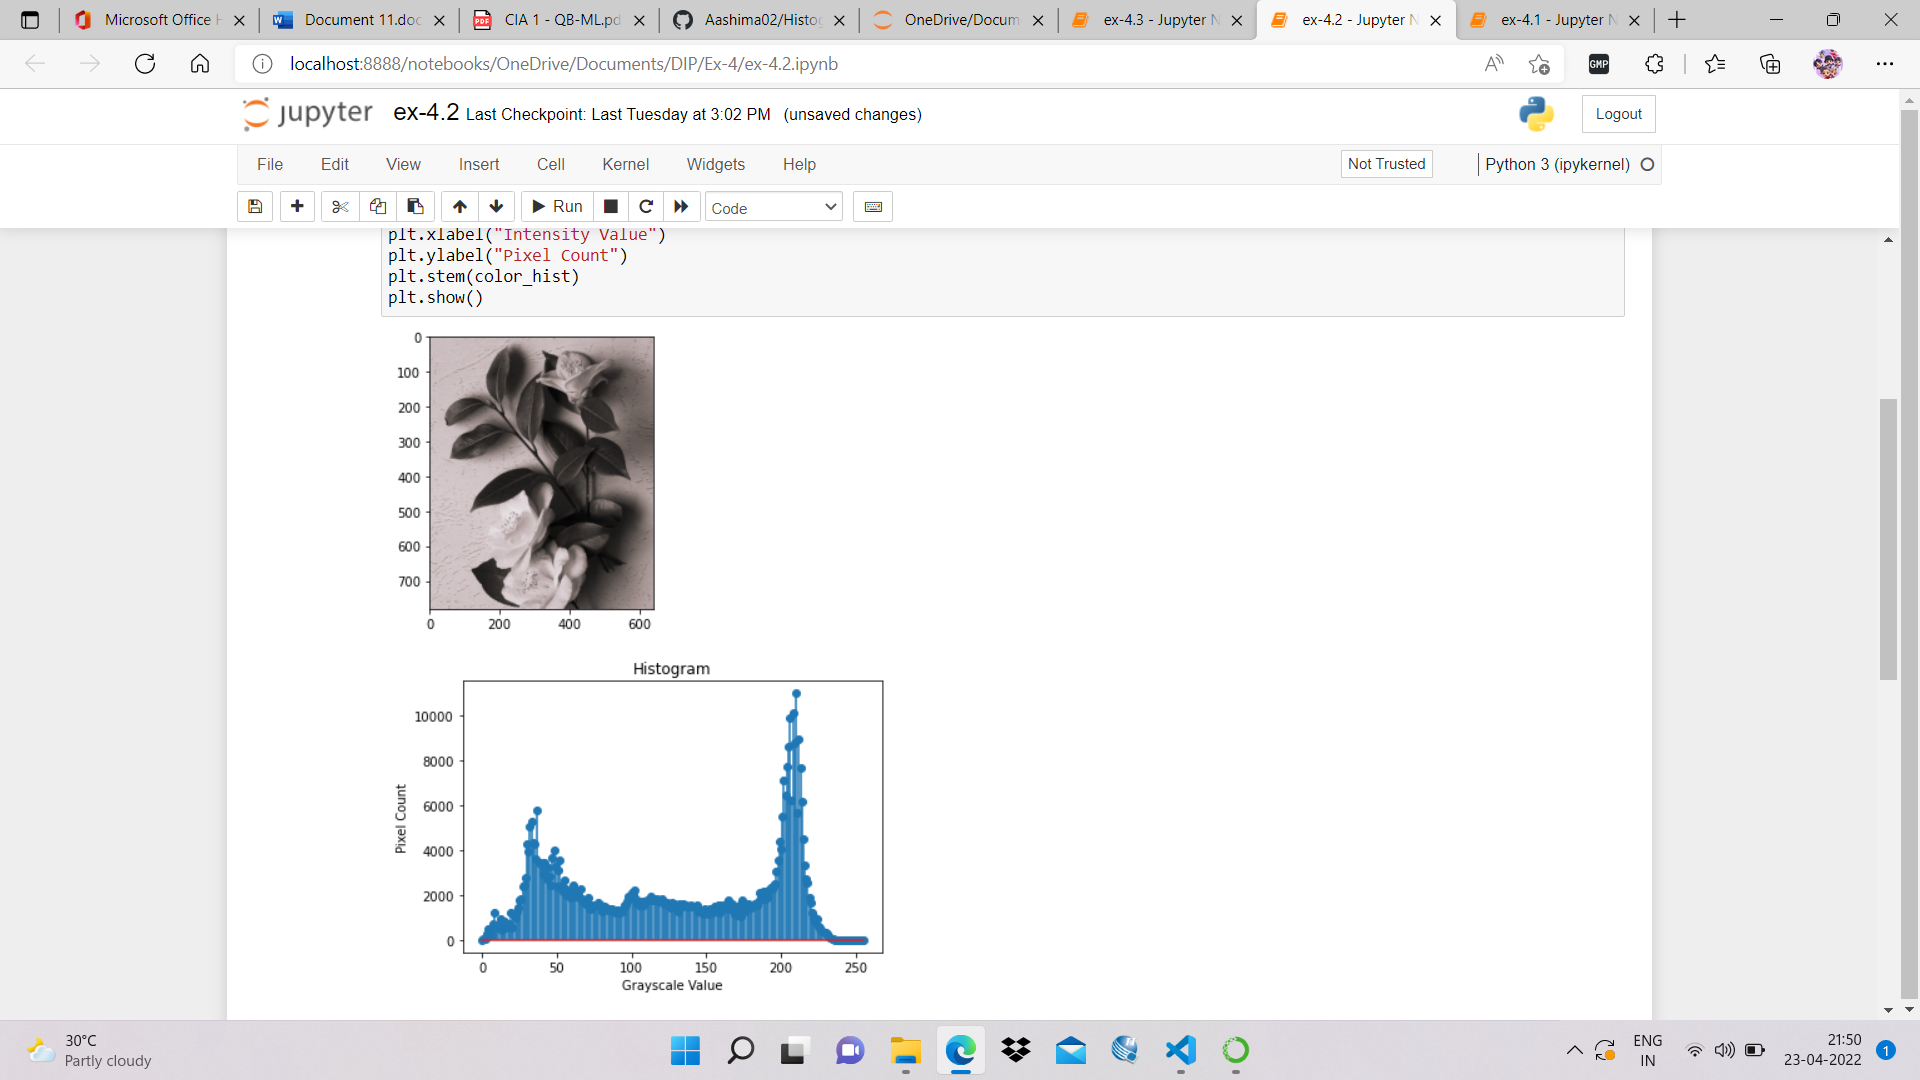 Microsoft Office H
Document 11.doc
CIA 1 - QB-ML.pd
Aashima02/Histog
OneDrive/Docum
ex-4.3 - Jupyter N
ex-4.2 - Jupyter N
ex-4.1 - Jupyter N
localhost:8888/notebooks/OneDrive/Documents/DIP/Ex-4/ex-4.2.ipynb
GMP
jupyter ex-4.2 Last Checkpoint: Last Tuesday at 3:02 PM (unsaved changes)
Logout
File Edit View Insert Cell Kernel Widgets Help
Not Trusted
Python 3 (ipykernel)
Run
Code
plt.xlabel("Intensity Value")
plt.ylabel("Pixel Count")
plt.stem(color_hist)
plt.show()
0
100
200
300
400
500
600
700
0 200 400 600
Histogram
10000
8000
6000
4000
2000
0
Pixel Count
0 50 100 150 200 250
Grayscale Value
30°C
Partly cloudy
ENG
IN
21:50
23-04-2022
1